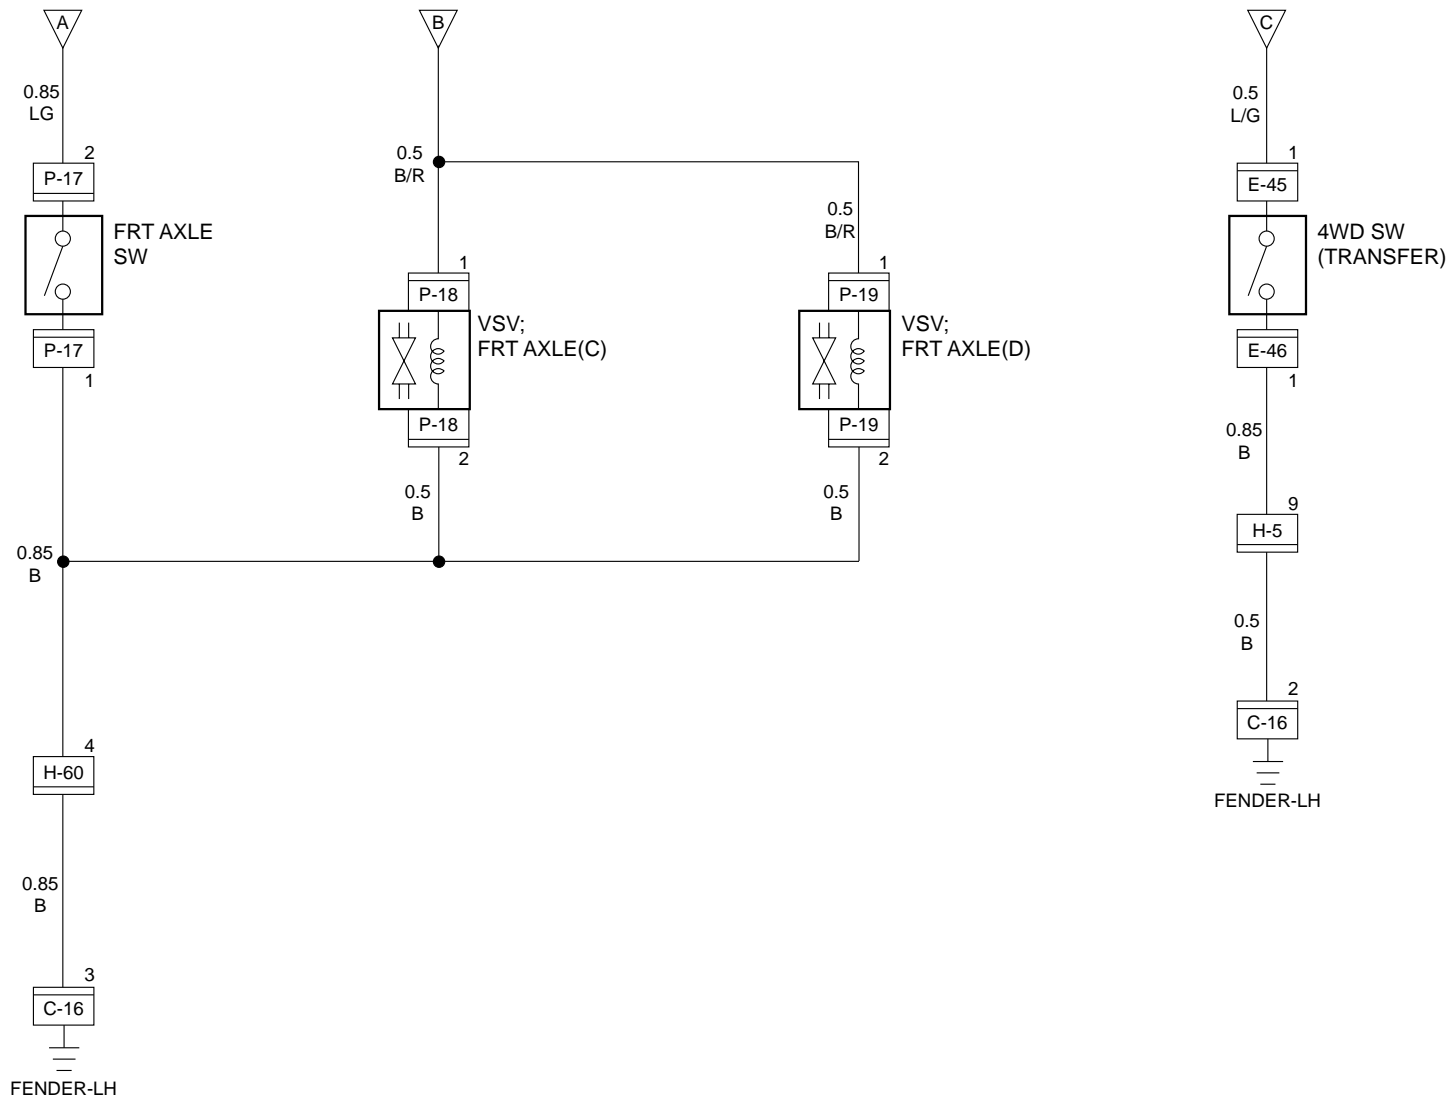 A
B
C
0.85
LG
0.5
L/G
2
P-17
FRT AXLE
SW
P-17
1
0.5
B/R
0.5
B/R
1
P-18
VSV;
FRT AXLE(C)
P-18
2
0.5
B
1
P-19
VSV;
FRT AXLE(D)
P-19
2
0.5
B
1
E-45
4WD SW
(TRANSFER)
E-46
1
0.85
B
9
H-5
0.5
B
2
C-16
FENDER-LH
0.85
B
4
H-60
0.85
B
3
C-16
FENDER-LH